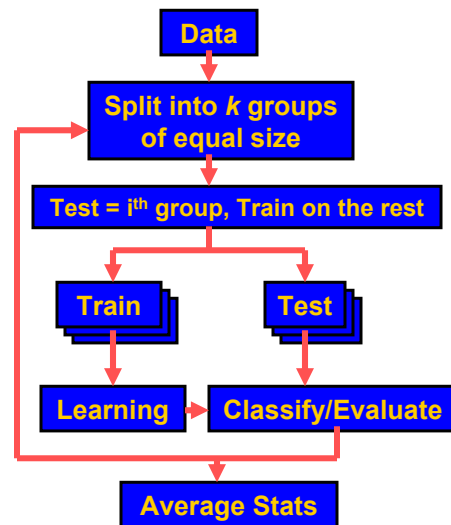 Data
Split into k groups
of equal size
Test = ith group, Train on the rest
Train
Test
Learning
Classify/Evaluate
Average Stats